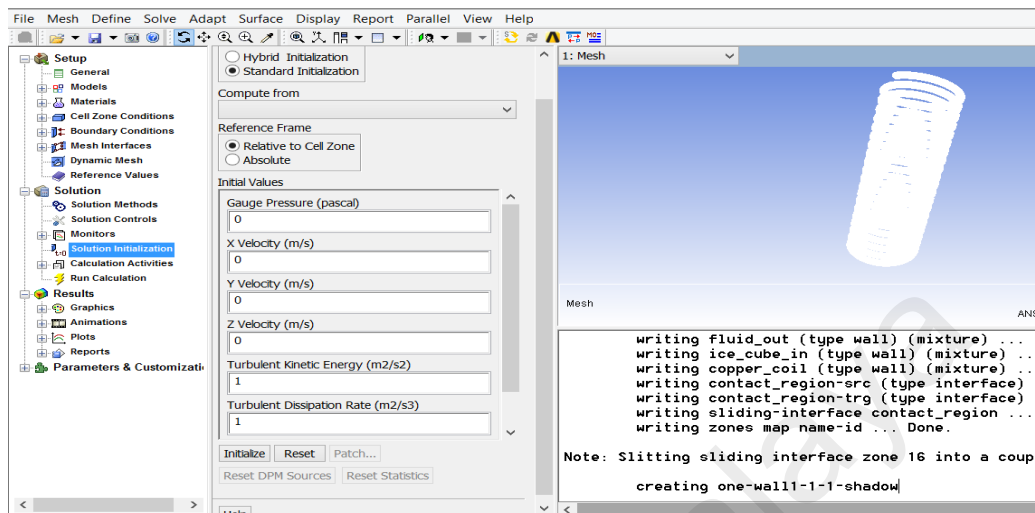 File Mesh Define Solve Adapt Surface Display Report Parallel View Help
Setup
General
Models
Materials
Cell Zone Conditions
Boundary Conditions
Mesh Interfaces
Dynamic Mesh
Reference Values
Solution
Solution Methods
Solution Controls
Monitors
Solution Initialization
Calculation Activities
Run Calculation
Results
Graphics
Animations
Plots
Reports
Parameters & Customizati
Hybrid Initialization
Standard Initialization
Compute from
Reference Frame
Relative to Cell Zone
Absolute
Initial Values
Gauge Pressure (pascal)
0
X Velocity (m/s)
0
Y Velocity (m/s)
0
Z Velocity (m/s)
0
Turbulent Kinetic Energy (m2/s2)
1
Turbulent Dissipation Rate (m2/s3)
1
Initialize Reset Patch...
Reset DPM Sources Reset Statistics
Help
1: Mesh
Mesh
ANS
writing fluid_out (type wall) (mixture) ...
writing ice_cube_in (type wall) (mixture) ..
writing copper_coil (type wall) (mixture) ..
writing contact_region-src (type interface)
writing contact_region-trg (type interface)
writing sliding-interface contact_region ...
writing zones map name-id ... Done.
Note: Slitting sliding interface zone 16 into a coup
creating one-wall1-1-1-shadow